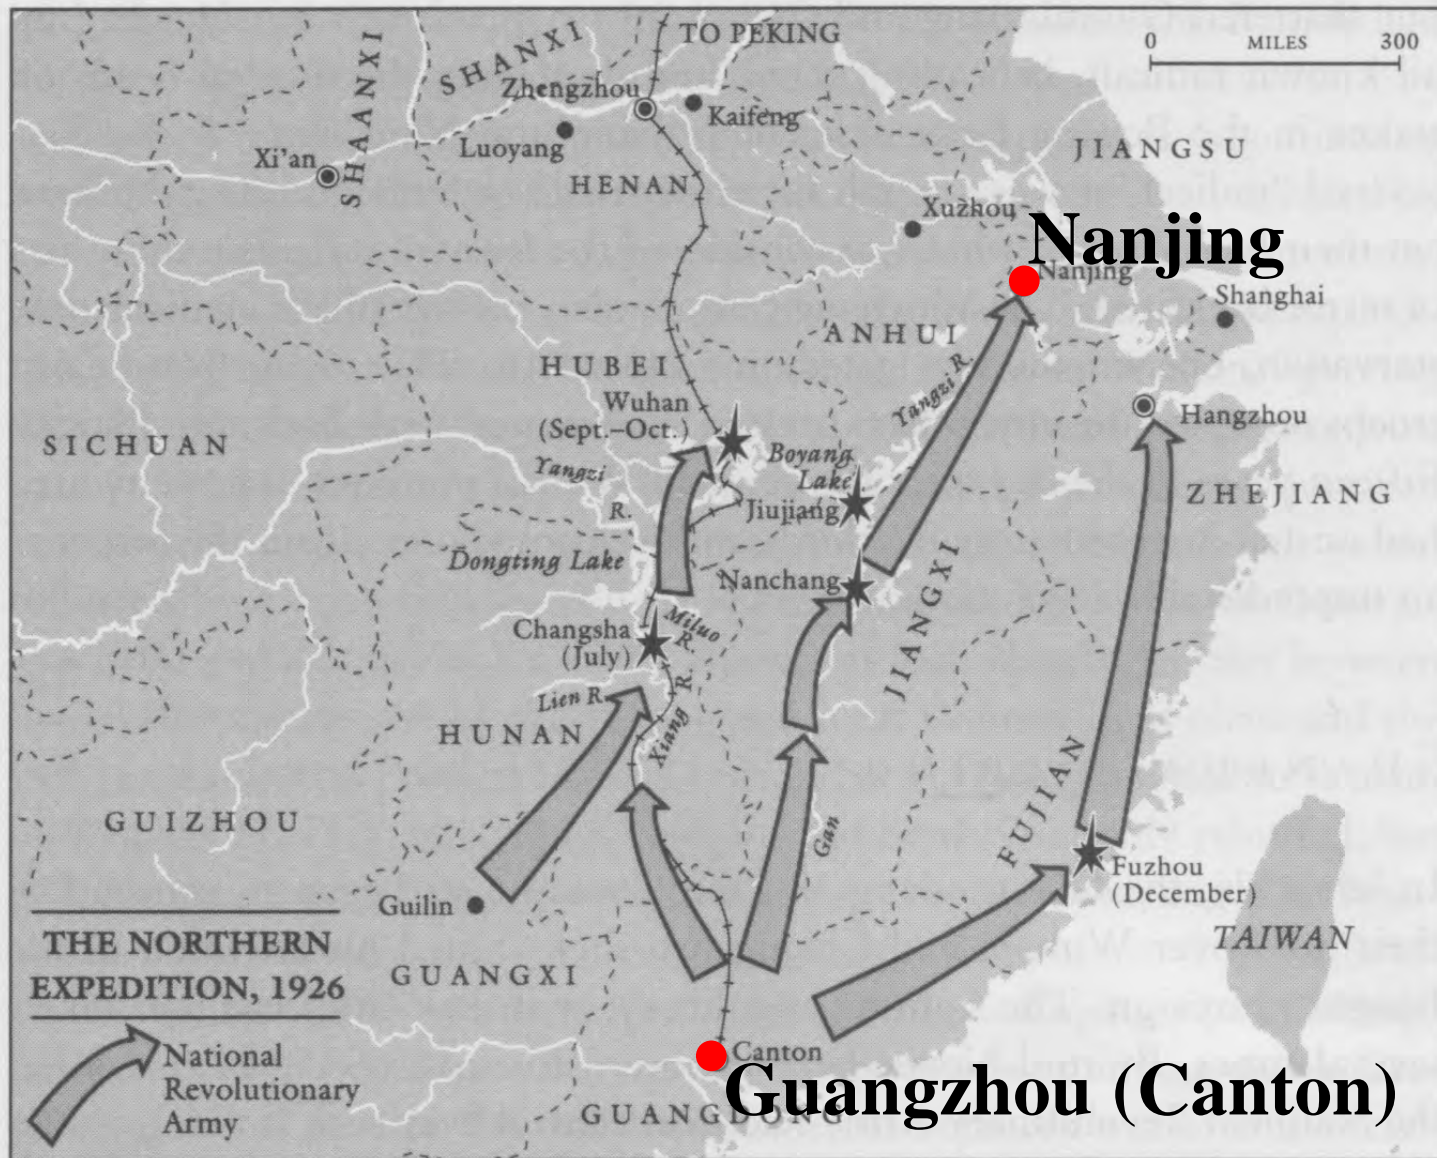 TO PEKING
0 MILES 300
SHAANXI
SHANXI
Zhengzhou
Kaifeng
Luoyang
Xi'an
HENAN
JIANGSU
Xuzhou
Nanjing
Nanjing
Shanghai
ANHUI
HUBEI
Yangzi R.
Wuhan
(Sept.–Oct.)
Hangzhou
SICHUAN
Boyang
Lake
Yangzi
R.
ZHEJIANG
Jiujiang
Dongting Lake
Nanchang
JIANGXI
Miluo
R.
Changsha
(July)
Lien R.
Xiang
R.
HUNAN
GUIZHOU
Gan
FUJIAN
Fuzhou
(December)
Guilin
TAIWAN
THE NORTHERN
EXPEDITION, 1926
GUANGXI
National
Revolutionary
Army
Canton
Guangzhou (Canton)
GUANGDONG